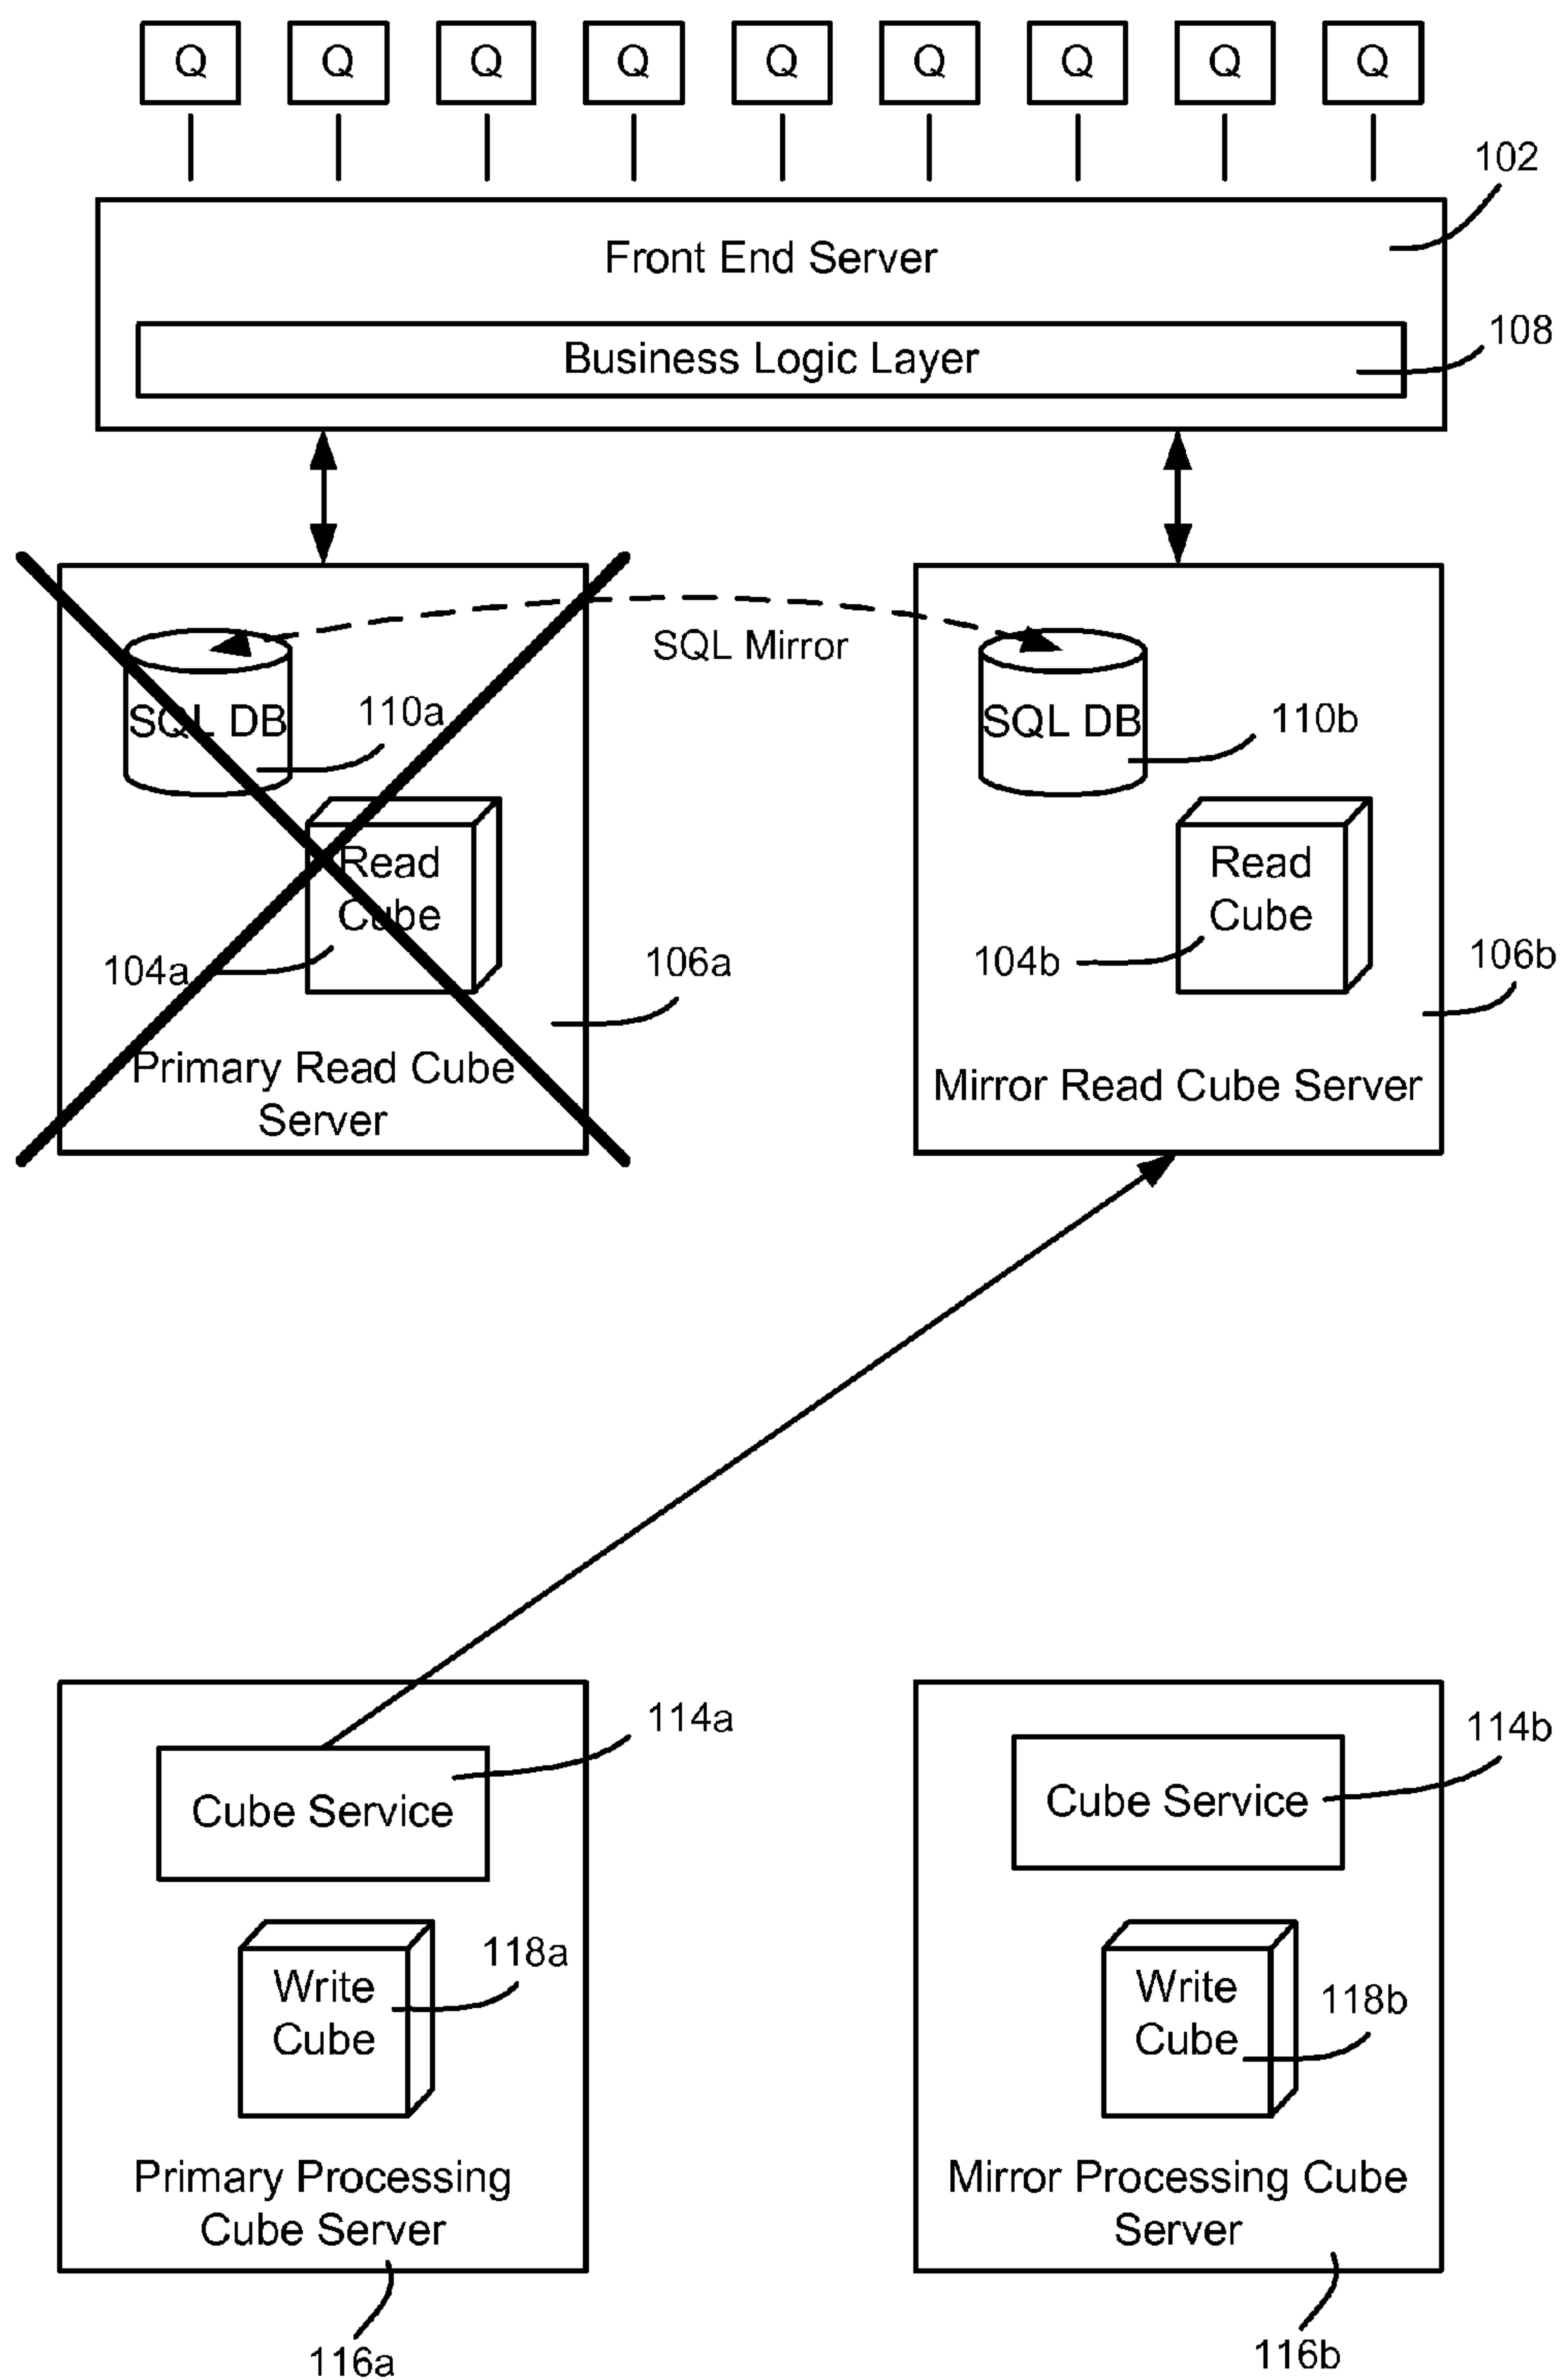 Q Q Q Q Q Q Q Q Q
102
Front End Server
108
Business Logic Layer
SQL Mirror
SQL DB
110a
SQL DB
110b
Read
Cube
104a
106a
Read
Cube
104b
106b
Primary Read Cube
Server
Mirror Read Cube Server
114a
Cube Service
114b
Cube Service
118a
Write
Cube
Write
Cube
118b
Primary Processing
Cube Server
Mirror Processing Cube
Server
116a
116b